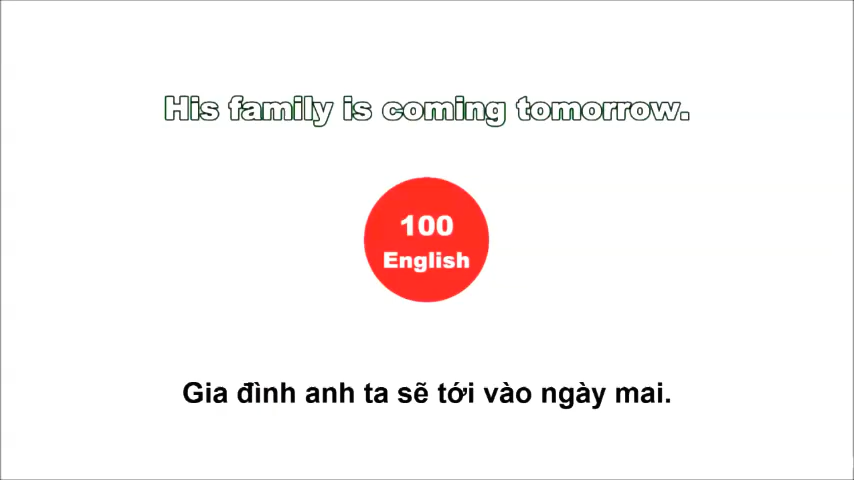 His family is coming tomorrow.
100
English
Gia đình anh ta sẽ tới vào ngày mai.